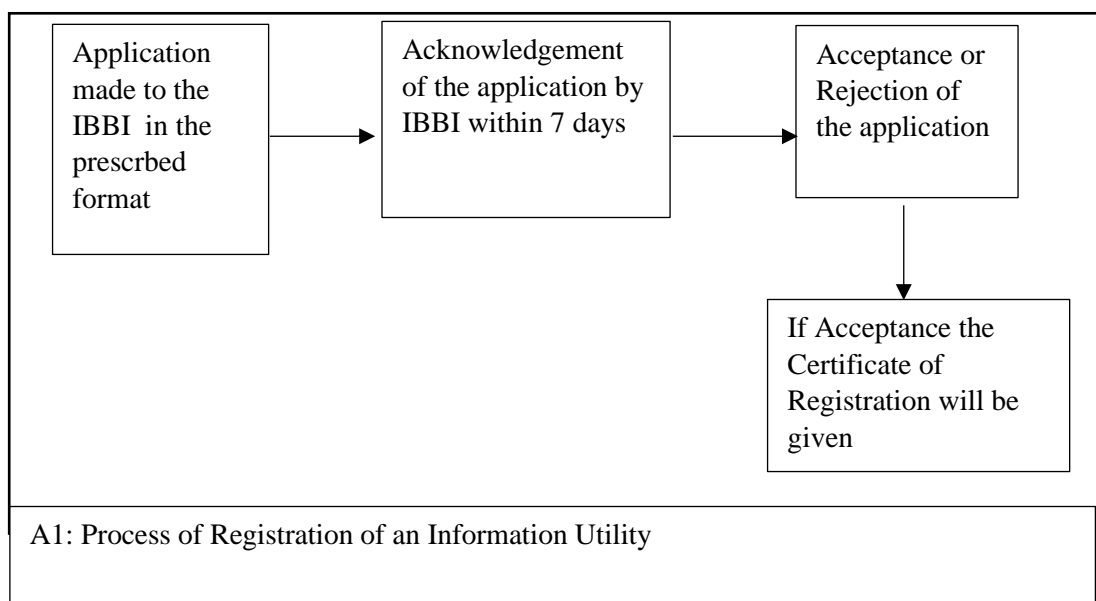 Application
made to the
IBBI in the
prescrbed
format
Acknowledgement
of the application by
IBBI within 7 days
Acceptance or
Rejection of
the application
If Acceptance the
Certificate of
Registration will be
given
A1: Process of Registration of an Information Utility